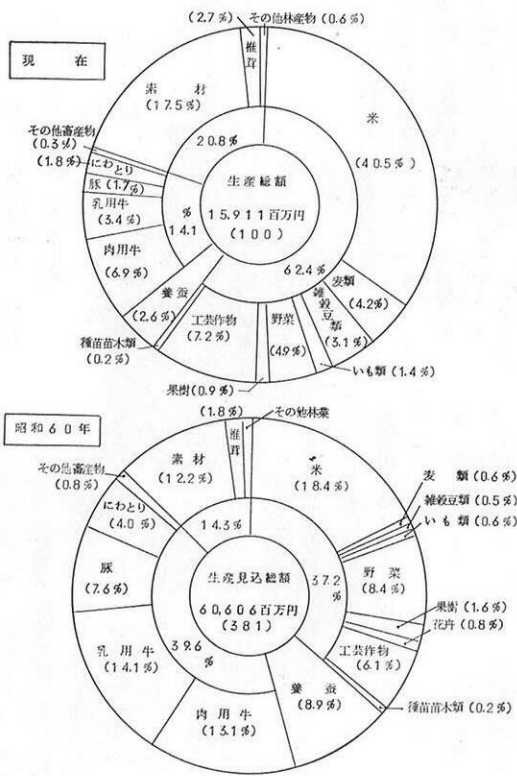 現在
(2.7%)
その他林産物(0.6%)
椎茸
素材
(17.5%)
米
(40.5%)
その他畜産物
(0.3%)
にわとり
(1.8%)
豚(1.7%)
乳用牛
(3.4%)
肉用牛
(6.9%)
養蚕
(2.6%)
種苗苗木類
(0.2%)
工芸作物
(7.2%)
果樹(0.9%)
野菜
(4.9%)
いも類(1.4%)
雑穀豆類
(3.1%)
麦類
(4.2%)
20.8%
%
14.1
62.4%
生産総額
15.911百万円
(100)
昭和60年
(1.8%)
その他林業
椎茸
素材
(12.2%)
米
(18.4%)
その他畜産物
(0.8%)
にわとり
(4.0%)
豚
(7.6%)
乳用牛
(14.1%)
肉用牛
(13.1%)
養蚕
(8.9%)
種苗苗木類(0.2%)
工芸作物
(6.1%)
花卉(0.8%)
果樹(1.6%)
野菜
(8.4%)
いも類(0.6%)
雑穀豆類(0.5%)
麦類(0.6%)
14.3%
37.2
%
39.6
%
生産見込総額
60,606百万円
(381)